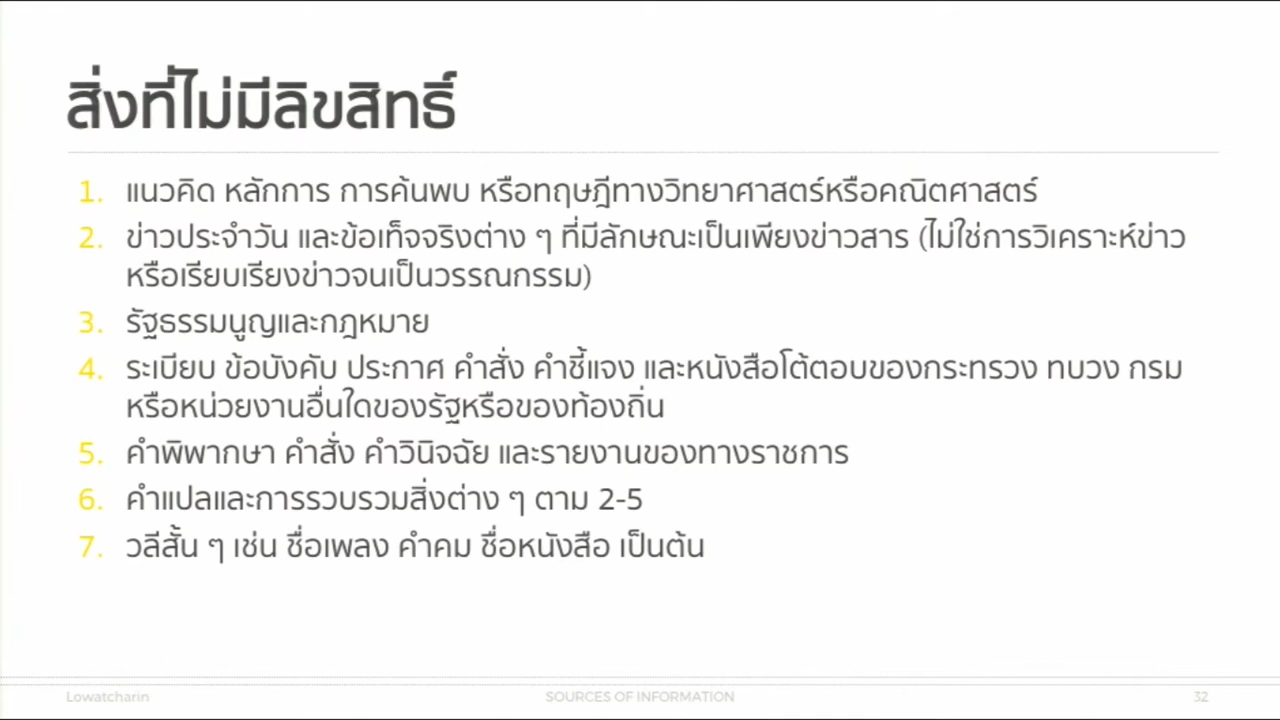 สิ่งที่ไม่มีลิขสิทธิ์
1. แนวคิด หลักการ การค้นพบ หรือทฤษฎีทางวิทยาศาสตร์หรือคณิตศาสตร์
2. ข่าวประจำวัน และข้อเท็จจริงต่าง ๆ ที่มีลักษณะเป็นเพียงข่าวสาร (ไม่ใช่การวิเคราะห์ข่าว
หรือเรียบเรียงข่าวจนเป็นวรรณกรรม)
3. รัฐธรรมนูญและกฎหมาย
4. ระเบียบ ข้อบังคับ ประกาศ คำสั่ง คำชี้แจง และหนังสือโต้ตอบของกระทรวง ทบวง กรม
หรือหน่วยงานอื่นใดของรัฐหรือของท้องถิ่น
5. คำพิพากษา คำสั่ง คำวินิจฉัย และรายงานของทางราชการ
6. คำแปลและการรวบรวมสิ่งต่าง ๆ ตาม 2-5
7. วลีสั้น ๆ เช่น ชื่อเพลง คำคม ชื่อหนังสือ เป็นต้น
Lowatcharin SOURCES OF INFORMATION 32